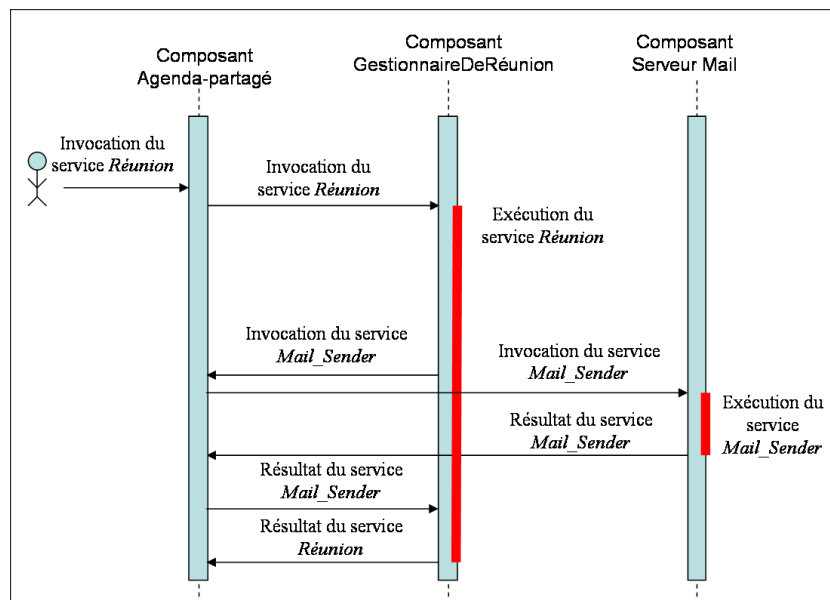 Composant
Agenda-partagé
Composant
GestionnaireDeRéunion
Composant
Serveur Mail
Invocation du
service Réunion
Invocation du
service Réunion
Exécution du
service Réunion
Invocation du service
Mail_Sender
Invocation du service
Mail_Sender
Exécution du
service
Mail_Sender
Résultat du service
Mail_Sender
Résultat du service
Mail_Sender
Résultat du service
Réunion